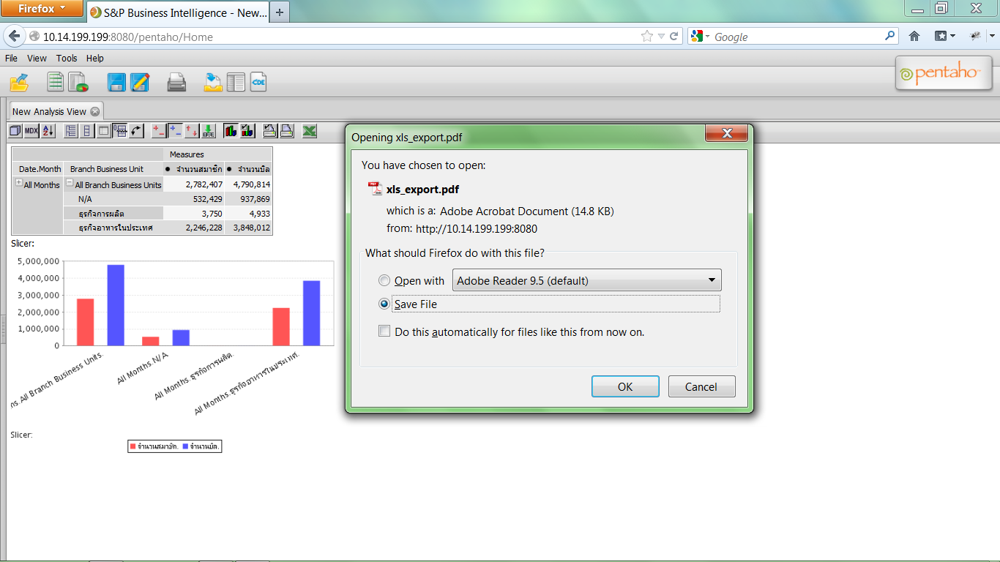 Firefox
S&P Business Intelligence - New...
10.14.199.199:8080/pentaho/Home
Google
File View Tools Help
pentaho
New Analysis View
MDX
CDE
Measures
Date.Month Branch Business Unit จำนวนสมาชิก จำนวนบิล
All Months All Branch Business Units 2,782,407 4,790,814
N/A 532,429 937,869
ธุรกิจการผลิต 3,750 4,933
ธุรกิจอาหารในประเทศ 2,246,228 3,848,012
Slicer:
5,000,000
4,000,000
3,000,000
2,000,000
1,000,000
0
ns.All Branch Business Units.
All Months.N/A
All Months.ธุรกิจการผลิต.
All Months.ธุรกิจอาหารในประเทศ.
Slicer:
จำนวนสมาชิก. จำนวนบิล.
Opening xls_export.pdf
You have chosen to open:
xls_export.pdf
which is a: Adobe Acrobat Document (14.8 KB)
from: http://10.14.199.199:8080
What should Firefox do with this file?
Open with Adobe Reader 9.5 (default)
Save File
Do this automatically for files like this from now on.
OK Cancel